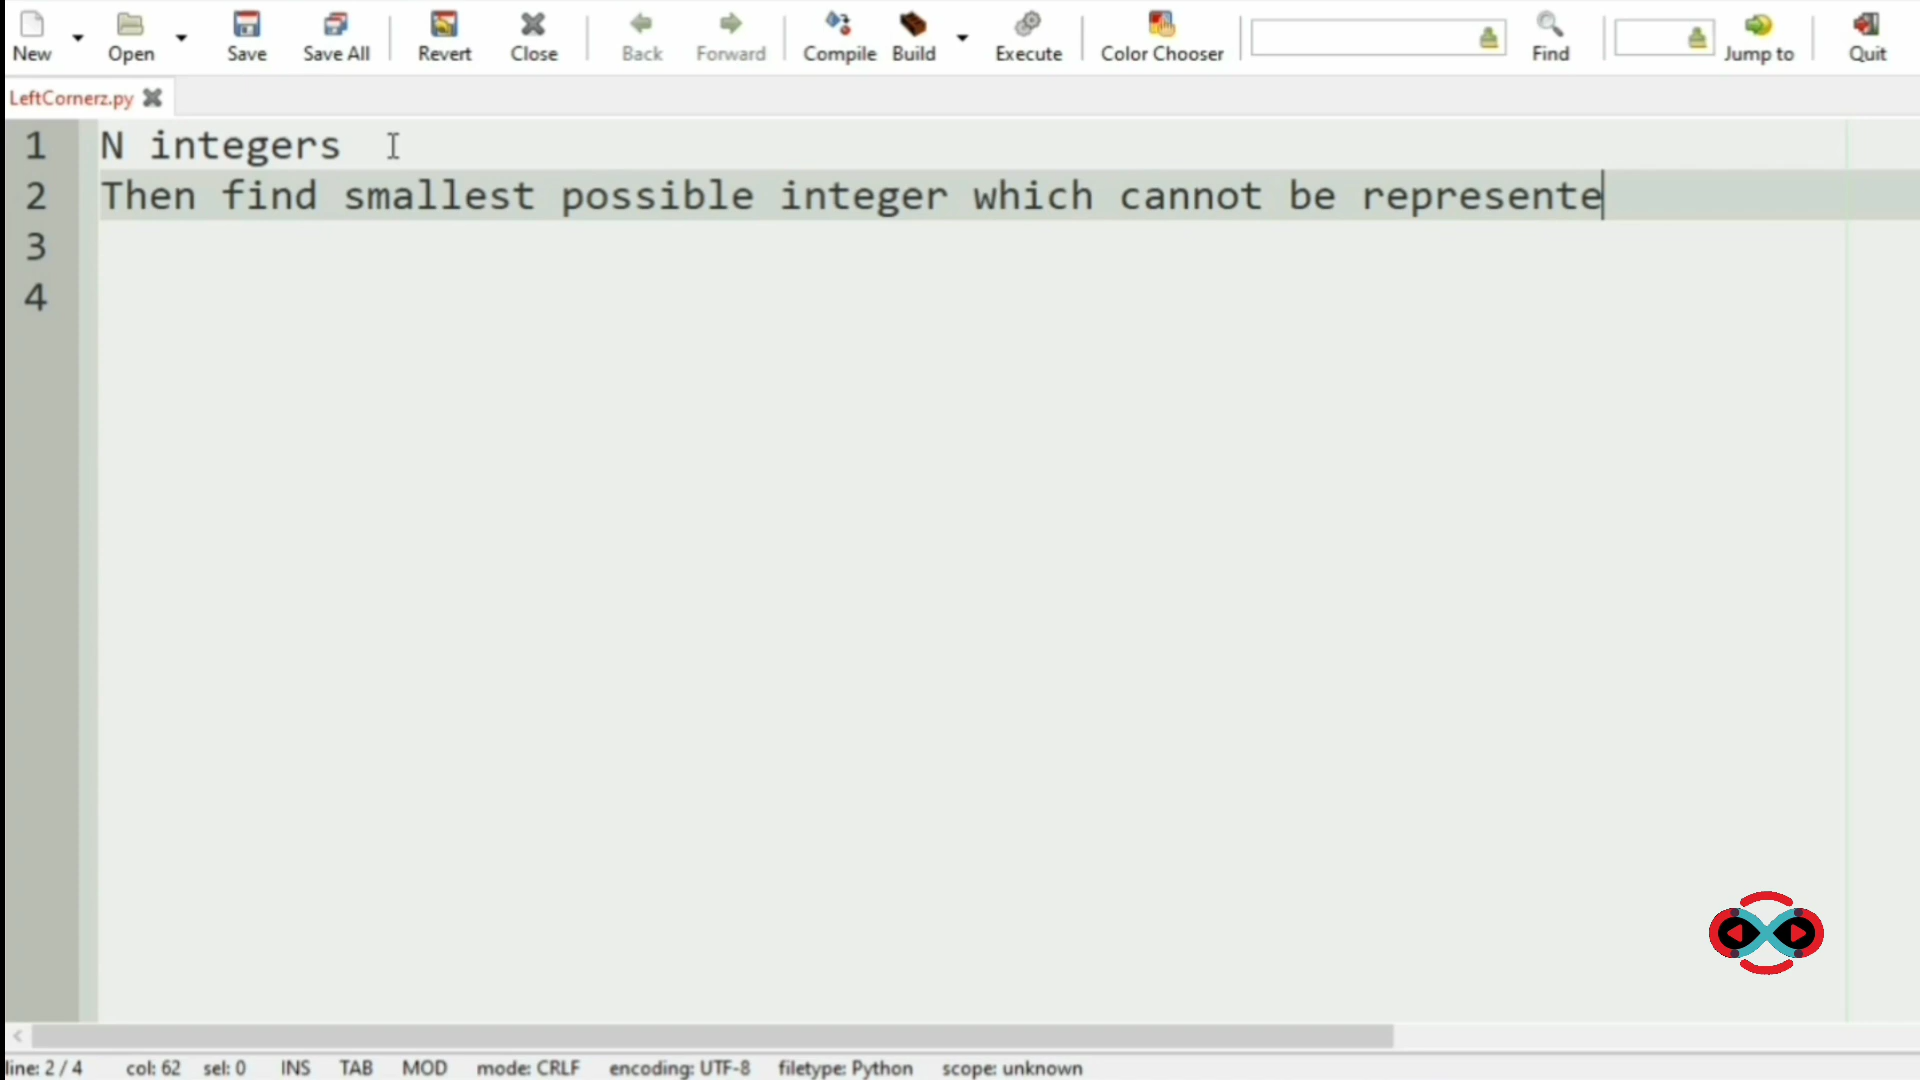 New Open Save Save All Revert Close Back Forward Compile Build Execute Color Chooser Find Jump to Quit
LeftCornerz.py
1 N integers
2 Then find smallest possible integer which cannot be represente
3
4
line: 2 / 4 col: 62 sel: 0 INS TAB MOD mode: CRLF encoding: UTF-8 filetype: Python scope: unknown